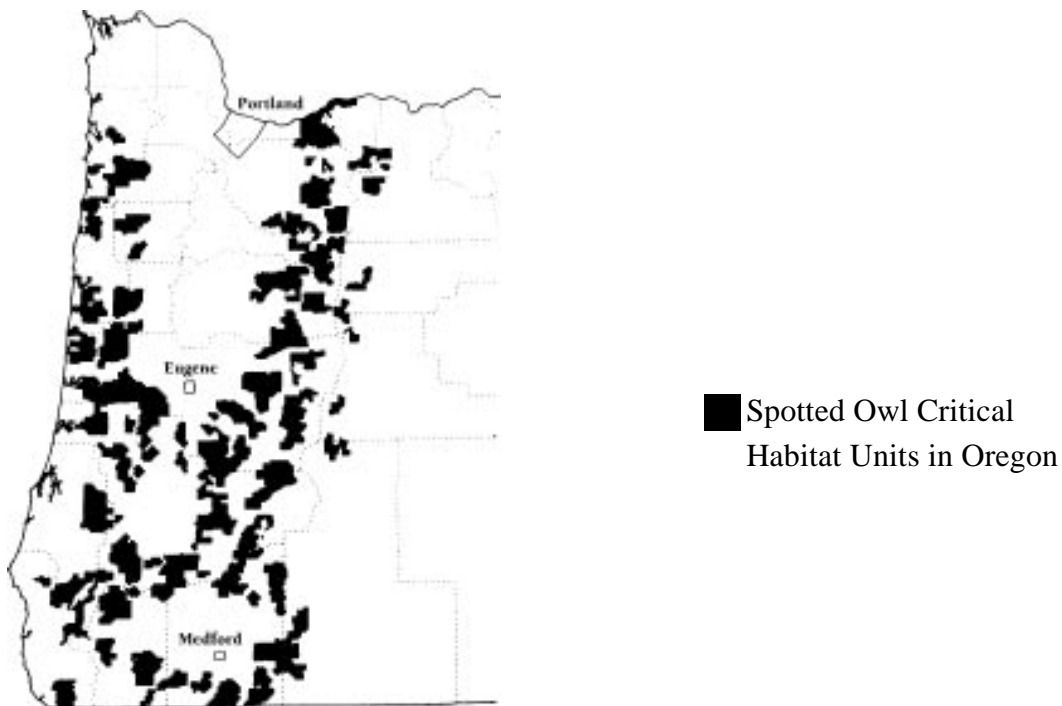 Portland
Eugene
Spotted Owl Critical
Habitat Units in Oregon
Medford